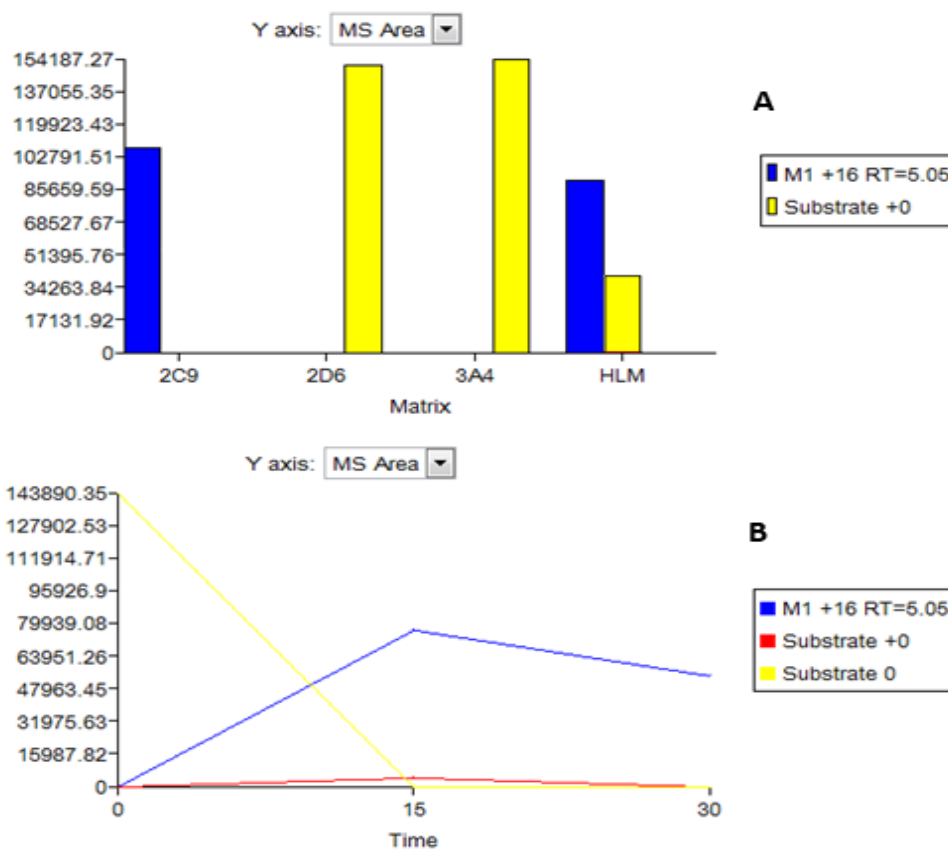 Y axis: MS Area
154187.27
137055.35
119923.43
102791.51
85659.59
68527.67
51395.76
34263.84
17131.92
0
2C9 2D6 3A4 HLM
Matrix
A
M1 +16 RT=5.05
Substrate +0
Y axis: MS Area
143890.35
127902.53
111914.71
95926.9
79939.08
63951.26
47963.45
31975.63
15987.82
0
0 15 30
Time
B
M1 +16 RT=5.05
Substrate +0
Substrate 0